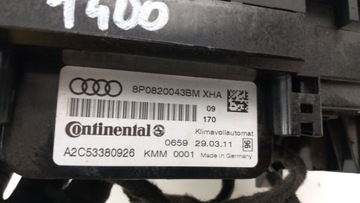 1400
8P0820043BM XHA
09
170
Continental
Klimavollautomat
0659 29.03.11
A2C53380926 KMM 0001 Made in Germany